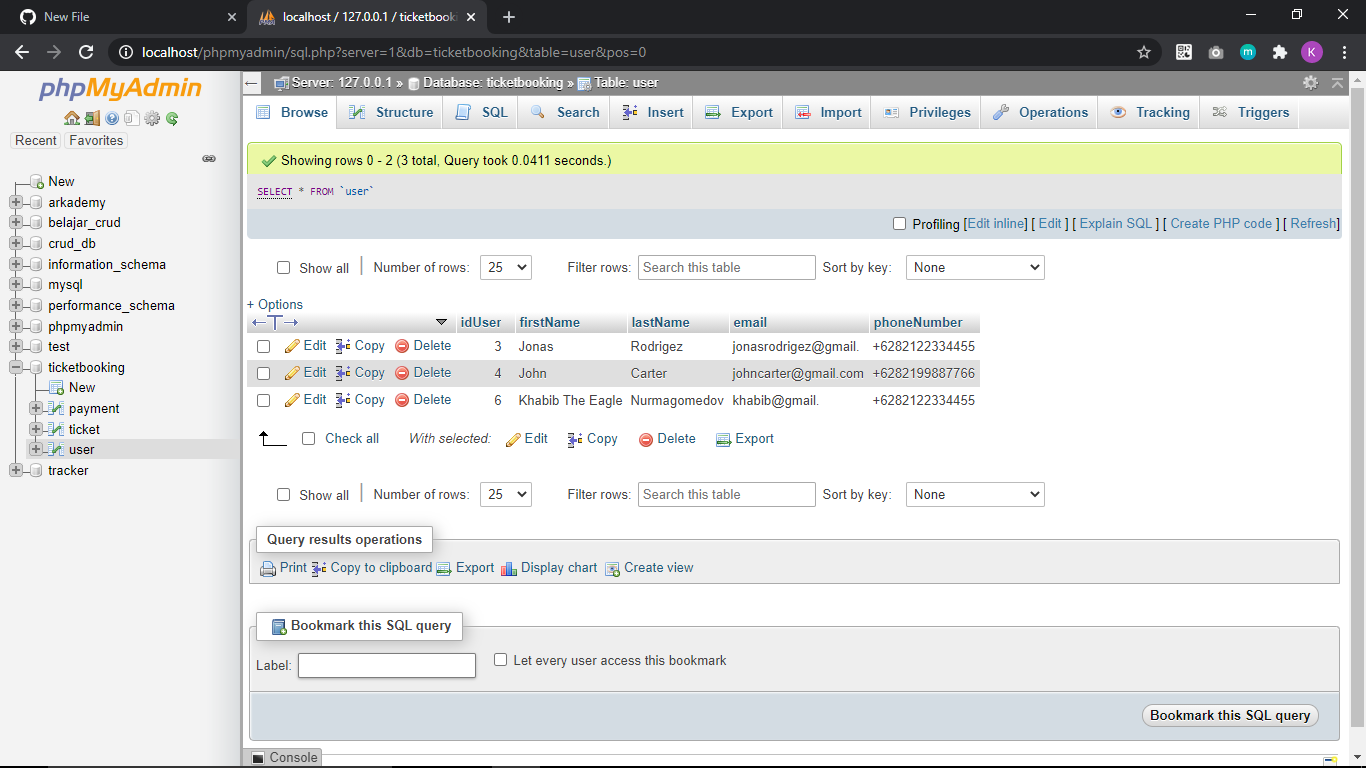 New File
localhost / 127.0.0.1 / ticketbooki
localhost/phpmyadmin/sql.php?server=1&db=ticketbooking&table=user&pos=0
m
K
phpMyAdmin
Recent Favorites
New
arkademy
belajar_crud
crud_db
information_schema
mysql
performance_schema
phpmyadmin
test
ticketbooking
New
payment
ticket
user
tracker
Server: 127.0.0.1 » Database: ticketbooking » Table: user
Browse Structure SQL Search Insert Export Import Privileges Operations Tracking Triggers
Showing rows 0 - 2 (3 total, Query took 0.0411 seconds.)
SELECT * FROM `user`
Profiling [Edit inline] [ Edit ] [ Explain SQL ] [ Create PHP code ] [ Refresh]
Show all Number of rows: 25 Filter rows: Search this table Sort by key: None
+ Options
←T→ idUser firstName lastName email phoneNumber
Edit Copy Delete 3 Jonas Rodrigez jonasrodrigez@gmail. +6282122334455
Edit Copy Delete 4 John Carter johncarter@gmail.com +6282199887766
Edit Copy Delete 6 Khabib The Eagle Nurmagomedov khabib@gmail. +6282122334455
Check all With selected: Edit Copy Delete Export
Show all Number of rows: 25 Filter rows: Search this table Sort by key: None
Query results operations
Print Copy to clipboard Export Display chart Create view
Bookmark this SQL query
Label: Let every user access this bookmark
Bookmark this SQL query
Console